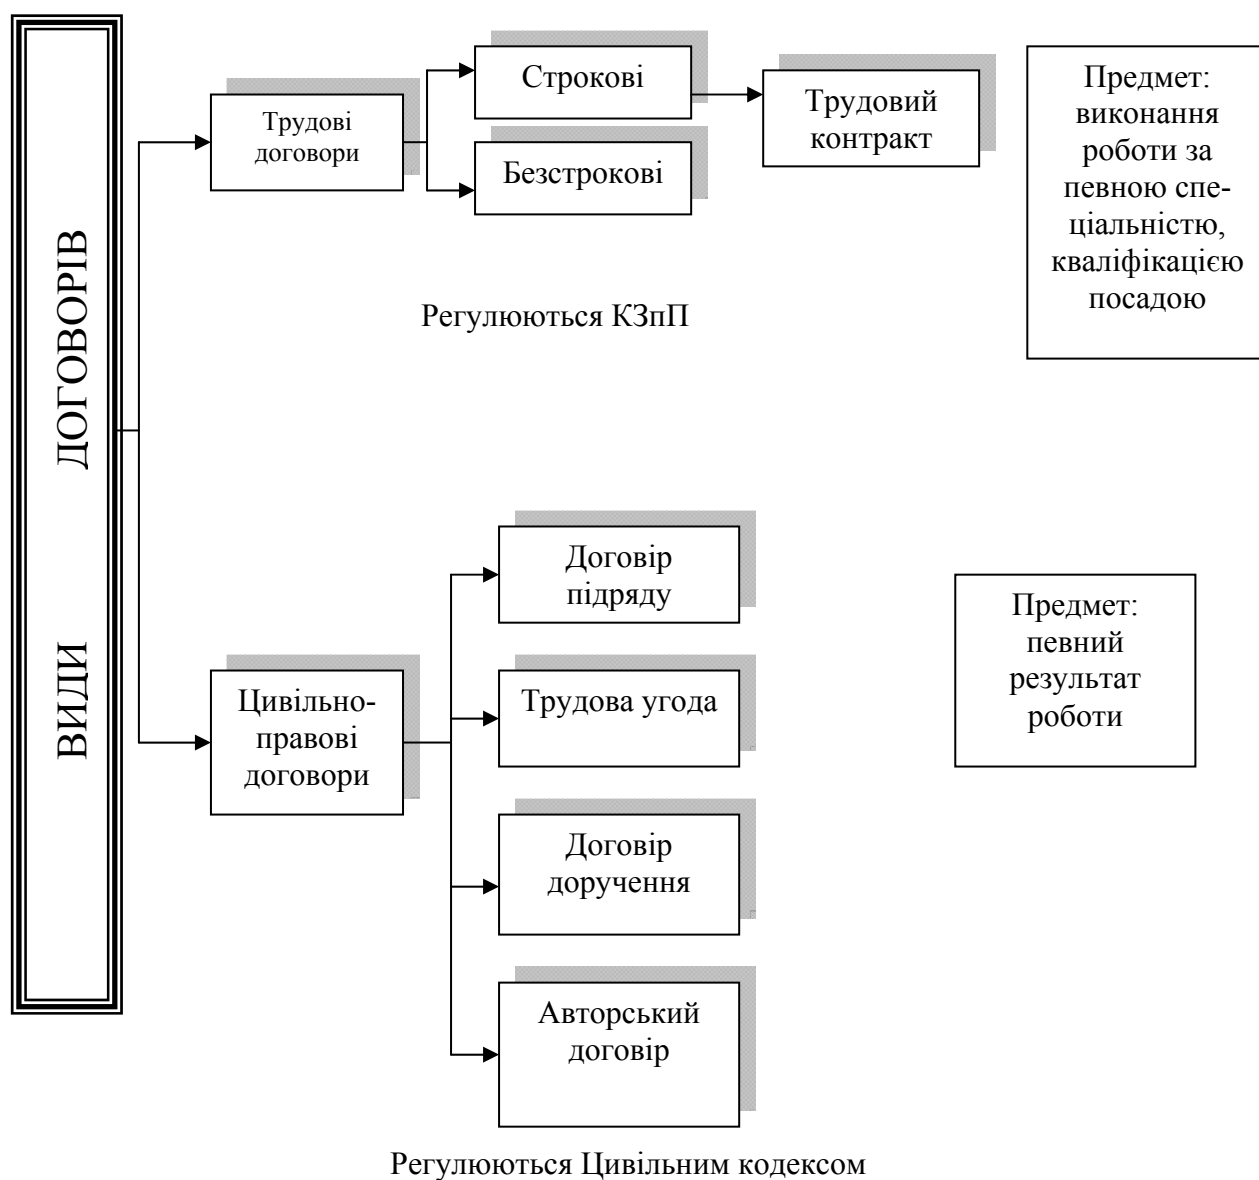 ВИДИ ДОГОВОРІВ
Трудові
договори
Строкові
Безстрокові
Трудовий
контракт
Предмет:
виконання
роботи за
певною спе-
ціальністю,
кваліфікацією
посадою
Регулюються КЗпП
Цивільно-
правові
договори
Договір
підряду
Трудова угода
Договір
доручення
Авторський
договір
Предмет:
певний
результат
роботи
Регулюються Цивільним кодексом